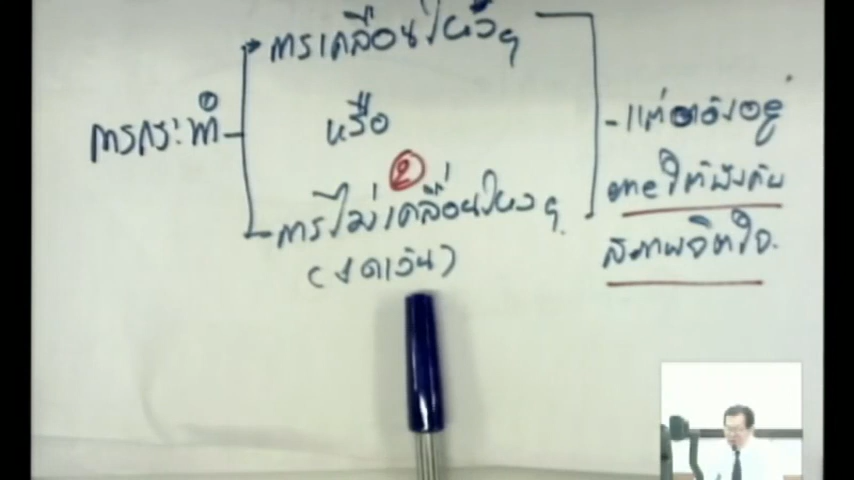 การเคลื่อนไหวๆ
การกระทำ
หรือ
- แต่ต้องอยู่
๒
ภายใต้บังคับ
การไม่เคลื่อนไหวๆ
สภาพจิตใจ.
(งดเว้น)